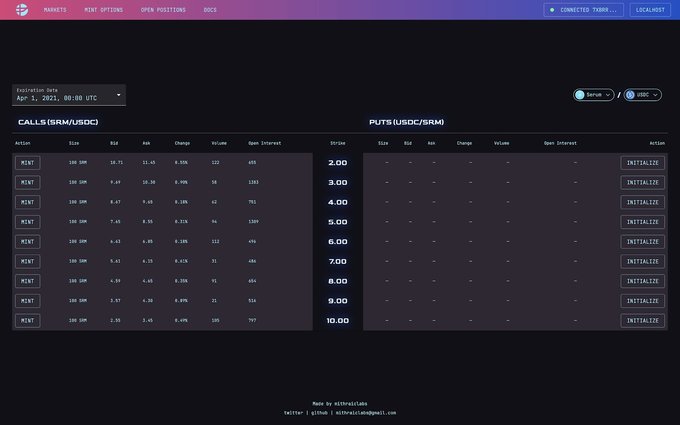 MARKETS MINT OPTIONS OPEN POSITIONS DOCS CONNECTED TXBRR... LOCALHOST
Expiration Date
Apr 1, 2021, 00:00 UTC
Serum / USDC
CALLS (SRM/USDC) PUTS (USDC/SRM)
Action Size Bid Ask Change Volume Open Interest Strike Size Bid Ask Change Volume Open Interest Action
MINT 100 SRM 10.71 11.45 0.55% 122 655 2.00 – – – – – – INITIALIZE
MINT 100 SRM 9.69 10.30 0.90% 58 1383 3.00 – – – – – – INITIALIZE
MINT 100 SRM 8.67 9.65 0.18% 62 781 4.00 – – – – – – INITIALIZE
MINT 100 SRM 7.65 8.55 0.31% 94 1389 5.00 – – – – – – INITIALIZE
MINT 100 SRM 6.63 6.85 0.18% 112 496 6.00 – – – – – – INITIALIZE
MINT 100 SRM 5.61 6.15 0.41% 31 486 7.00 – – – – – – INITIALIZE
MINT 100 SRM 4.59 4.65 0.35% 91 654 8.00 – – – – – – INITIALIZE
MINT 100 SRM 3.57 4.30 0.09% 21 516 9.00 – – – – – – INITIALIZE
MINT 100 SRM 2.55 3.45 0.49% 105 797 10.00 – – – – – – INITIALIZE
Made by mithraiclabs
twitter | github | mithraiclabs@gmail.com